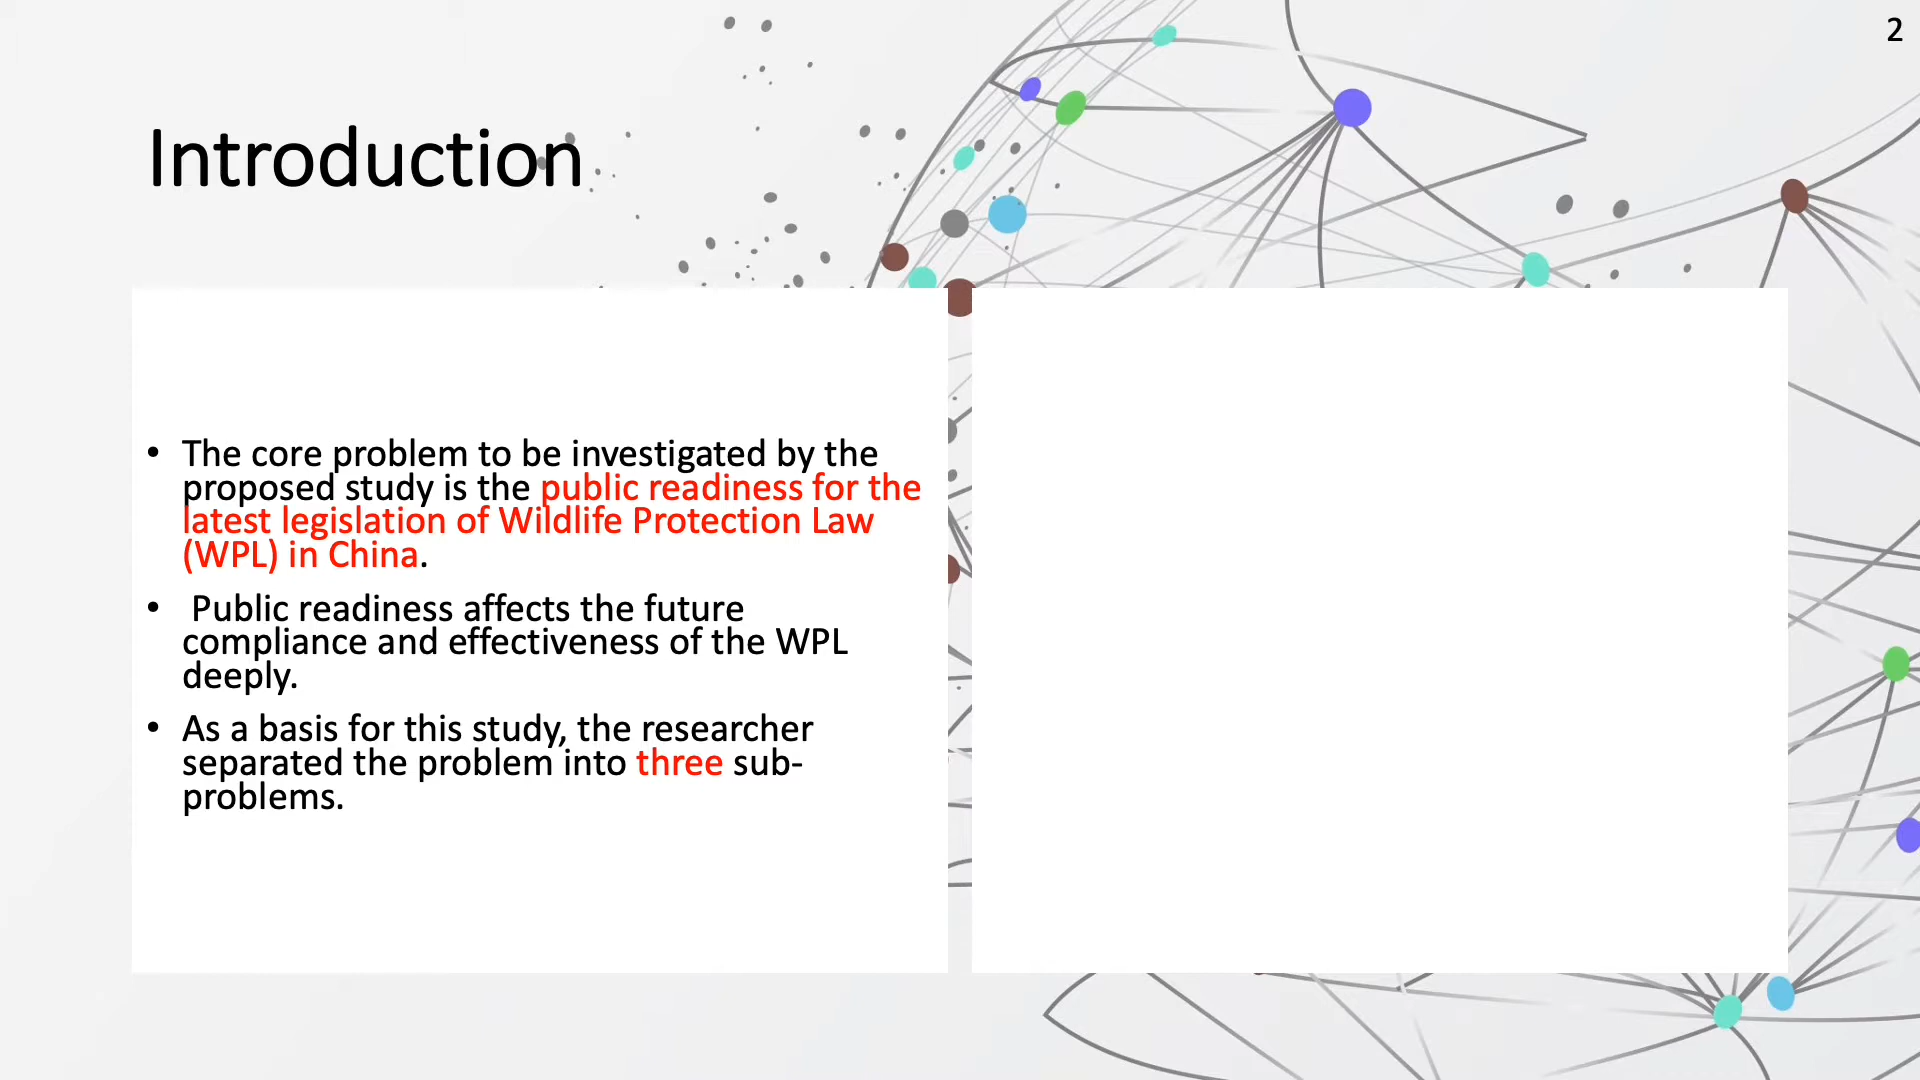 2
Introduction
• The core problem to be investigated by the
proposed study is the public readiness for the
latest legislation of Wildlife Protection Law
(WPL) in China.
• Public readiness affects the future
compliance and effectiveness of the WPL
deeply.
• As a basis for this study, the researcher
separated the problem into three sub-
problems.